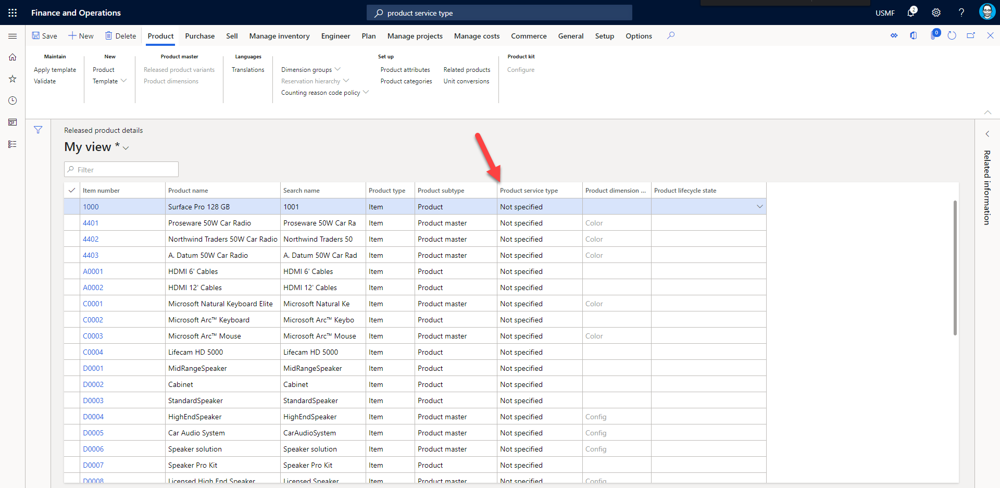 Finance and Operations
product service type
USMF
2
?
Save
New
Delete
Product
Purchase
Sell
Manage inventory
Engineer
Plan
Manage projects
Manage costs
Commerce
General
Setup
Options
0
Maintain
Apply template
Validate
New
Product
Template
Product master
Released product variants
Product dimensions
Languages
Translations
Set up
Dimension groups
Reservation hierarchy
Counting reason code policy
Product attributes
Product categories
Related products
Unit conversions
Product kit
Configure
Released product details
My view *
Filter
Related information
Item number Product name Search name Product type Product subtype Product service type Product dimension ... Product lifecycle state
1000 Surface Pro 128 GB 1001 Item Product Not specified
4401 Proseware 50W Car Radio Proseware 50W Car Ra Item Product master Not specified Color
4402 Northwind Traders 50W Car Radio Northwind Traders 50 Item Product master Not specified Color
4403 A. Datum 50W Car Radio A. Datum 50W Car Rad Item Product master Not specified Color
A0001 HDMI 6' Cables HDMI 6' Cables Item Product Not specified
A0002 HDMI 12' Cables HDMI 12' Cables Item Product Not specified
C0001 Microsoft Natural Keyboard Elite Microsoft Natural Ke Item Product master Not specified Color
C0002 Microsoft Arc™ Keyboard Microsoft Arc™ Keybo Item Product Not specified
C0003 Microsoft Arc™ Mouse Microsoft Arc™ Mouse Item Product master Not specified Color
C0004 Lifecam HD 5000 Lifecam HD 5000 Item Product Not specified
D0001 MidRangeSpeaker MidRangeSpeaker Item Product Not specified
D0002 Cabinet Cabinet Item Product Not specified
D0003 StandardSpeaker StandardSpeaker Item Product Not specified
D0004 HighEndSpeaker HighEndSpeaker Item Product master Not specified Config
D0005 Car Audio System CarAudioSystem Item Product master Not specified Config
D0006 Speaker solution Speaker solution Item Product master Not specified Config
D0007 Speaker Pro Kit Speaker Pro Kit Item Product Not specified
D0008 Licensed High End Speaker Licensed Speaker Item Product master Not specified Config